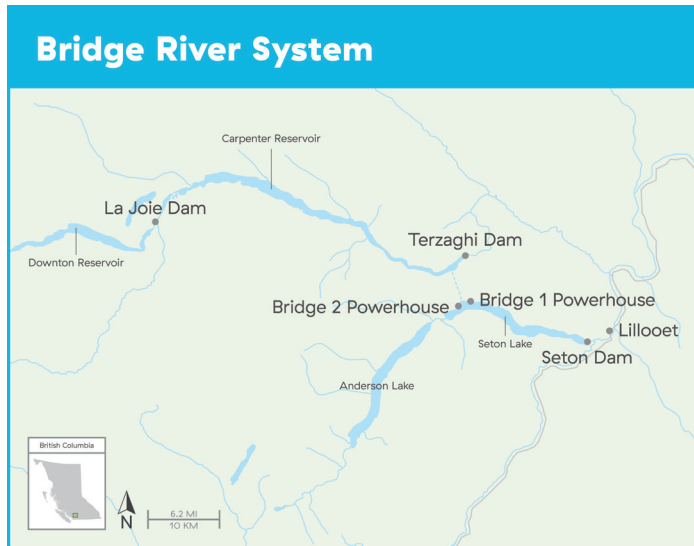 Bridge River System
Carpenter Reservoir
La Joie Dam
Terzaghi Dam
Downton Reservoir
Bridge 1 Powerhouse
Bridge 2 Powerhouse
Lillooet
Seton Lake
Seton Dam
Anderson Lake
British Columbia
N
6.2 MI
10 KM